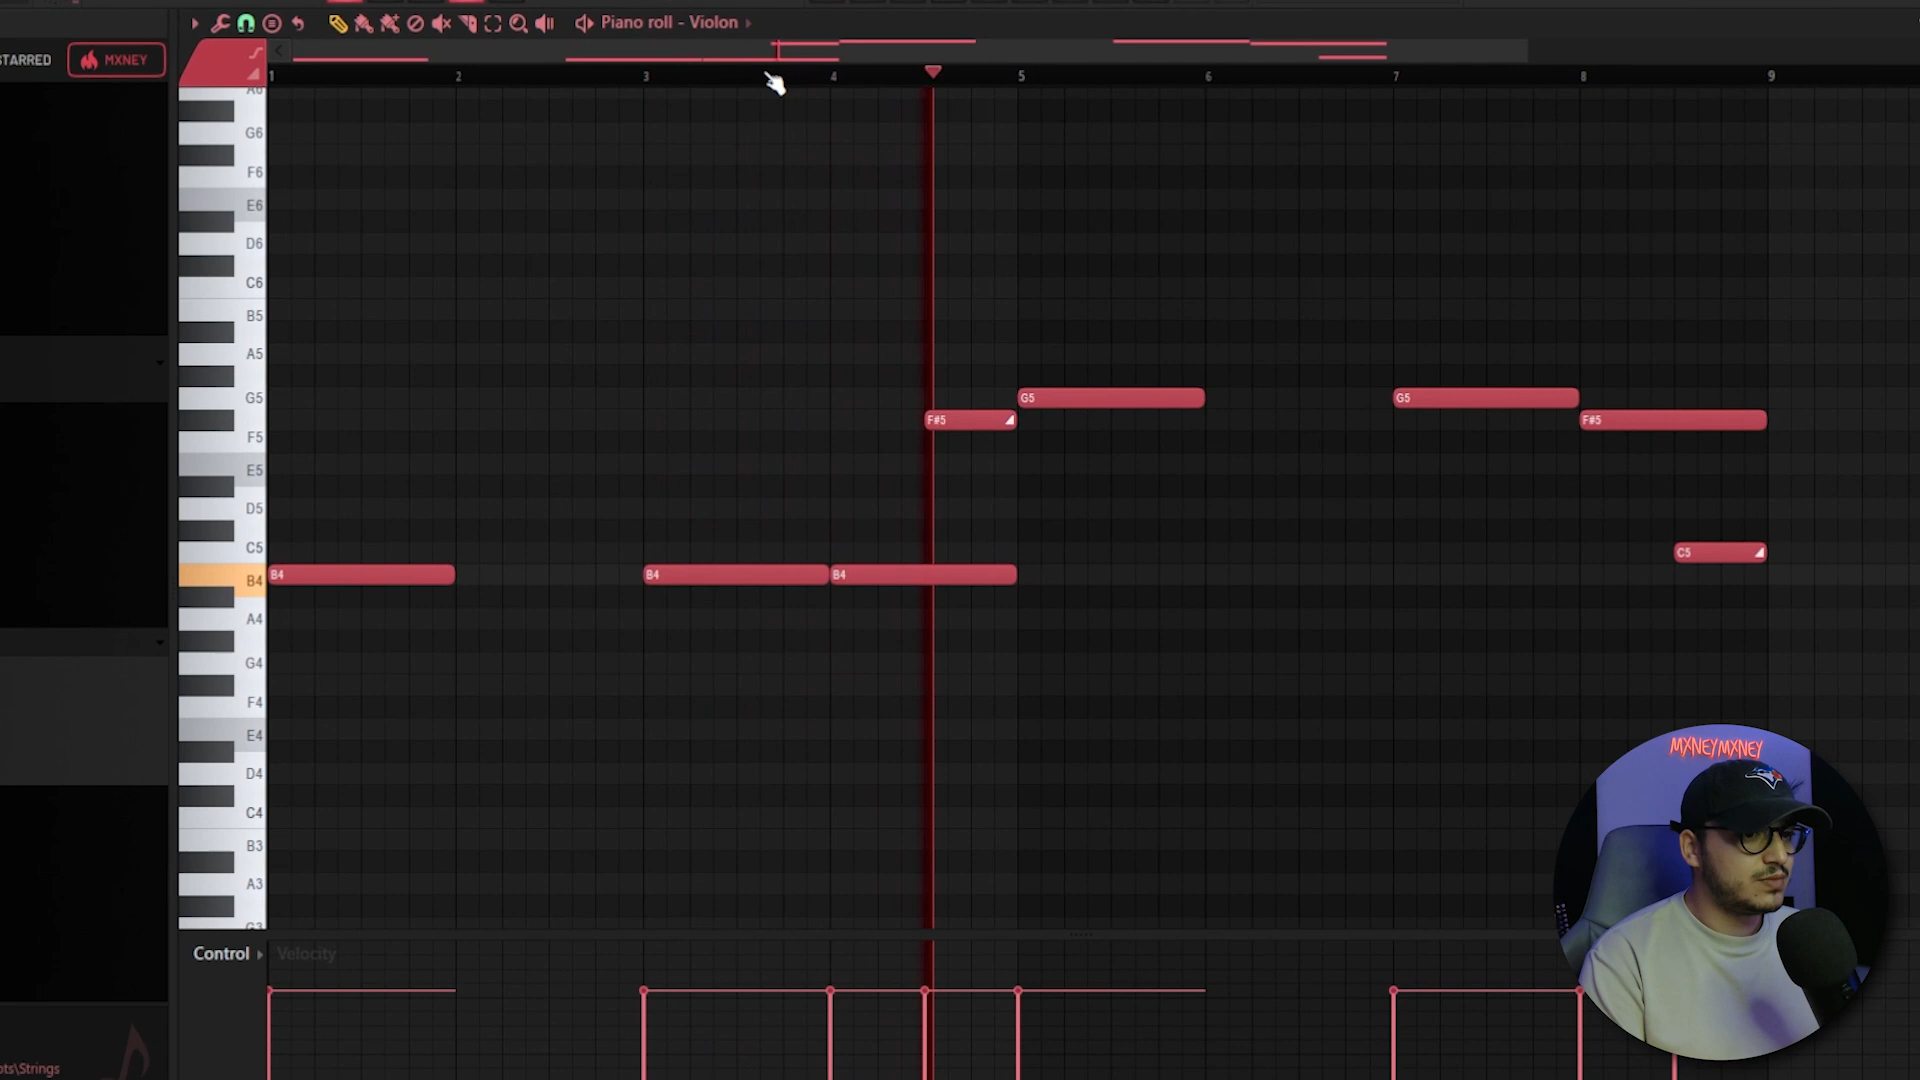 Piano roll - Violon
STARRED
MXNEY
1 2 3 4 5 6 7 8 9
A6
G6
F6
E6
D6
C6
B5
A5
G5
F5
E5
D5
C5
B4
A4
G4
F4
E4
D4
C4
B3
A3
G3
G5
G5
F#5
F#5
C5
B4
B4
B4
MXNEYMXNEY
Control
Velocity
ots\Strings